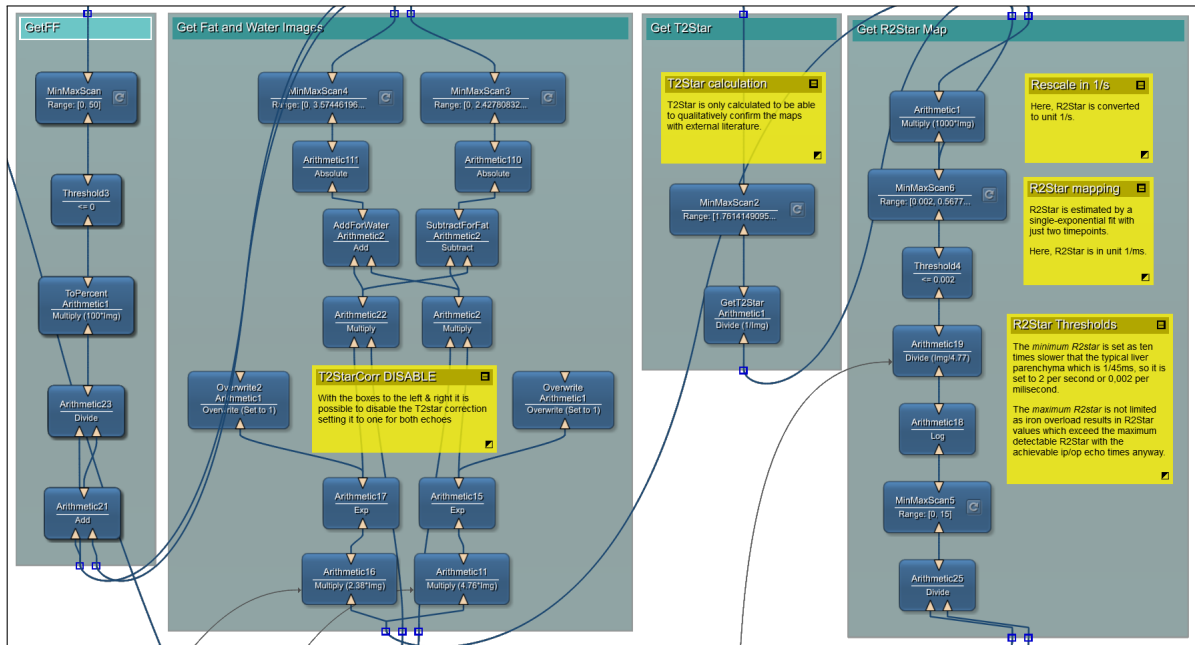 GetFF
MinMaxScan
Range: [0, 50]
Threshold3
<= 0
ToPercent
Arithmetic1
Multiply (100*Img)
Arithmetic23
Divide
Arithmetic21
Add
Get Fat and Water Images
MinMaxScan4
Range: [0, 3.57446196...
MinMaxScan3
Range: [0, 2.42780832...
Arithmetic111
Absolute
Arithmetic110
Absolute
AddForWater
Arithmetic2
Add
SubtractForFat
Arithmetic2
Subtract
Arithmetic22
Multiply
Arithmetic2
Multiply
Overwrite2
Arithmetic1
Overwrite (Set to 1)
T2StarCorr DISABLE
With the boxes to the left & right it is
possible to disable the T2star correction
setting it to one for both echoes
Overwrite
Arithmetic1
Overwrite (Set to 1)
Arithmetic17
Exp
Arithmetic15
Exp
Arithmetic16
Multiply (2.38*Img)
Arithmetic11
Multiply (4.76*Img)
Get T2Star
T2Star calculation
T2Star is only calculated to be able
to qualitatively confirm the maps
with external literature.
MinMaxScan2
Range: [1.7614149095...
GetT2Star
Arithmetic1
Divide (1/Img)
Get R2Star Map
Arithmetic1
Multiply (1000*Img)
MinMaxScan6
Range: [0.002, 0.5677...
Threshold4
<= 0.002
Arithmetic19
Divide (Img/4.77)
Arithmetic18
Log
MinMaxScan5
Range: [0, 15]
Arithmetic25
Divide
Rescale in 1/s
Here, R2Star is converted
to unit 1/s.
R2Star mapping
R2Star is estimated by a
single-exponential fit with
just two timepoints.
Here, R2Star is in unit 1/ms.
R2Star Thresholds
The minimum R2star is set as ten
times slower that the typical liver
parenchyma which is 1/45ms, so it is
set to 2 per second or 0,002 per
milisecond.
The maximum R2star is not limited
as iron overload results in R2Star
values which exceed the maximum
detectable R2Star with the
achievable ip/op echo times anyway.